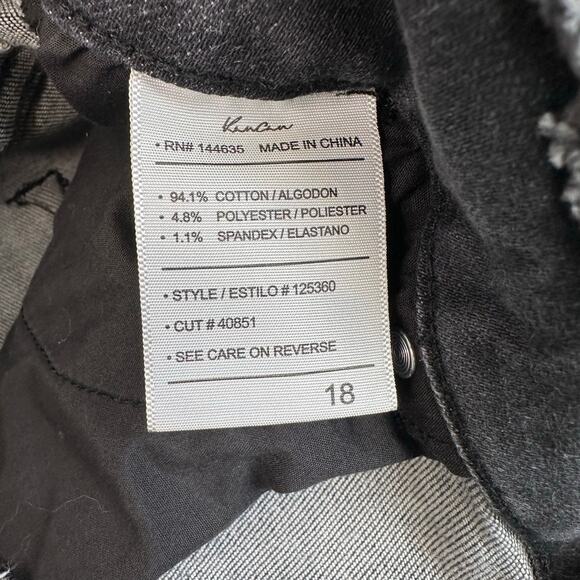 KanCan
• RN# 144635 MADE IN CHINA
• 94.1% COTTON / ALGODON
• 4.8% POLYESTER / POLIESTER
• 1.1% SPANDEX / ELASTANO
• STYLE / ESTILO # 125360
• CUT # 40851
• SEE CARE ON REVERSE
18